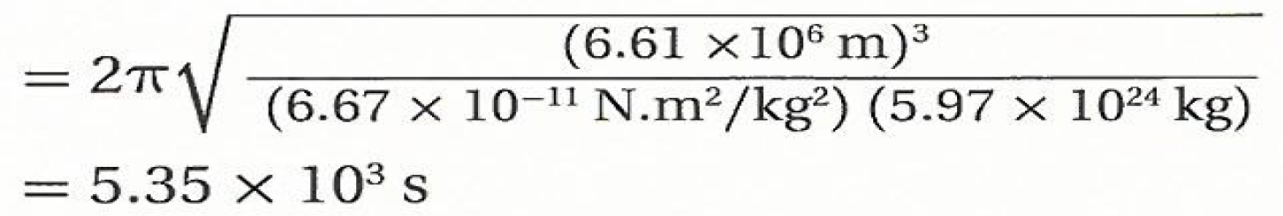 = 2π√((6.61 ×10⁶ m)³ / (6.67 × 10⁻¹¹ N.m²/kg²) (5.97 × 10²⁴ kg))
= 5.35 × 10³ s